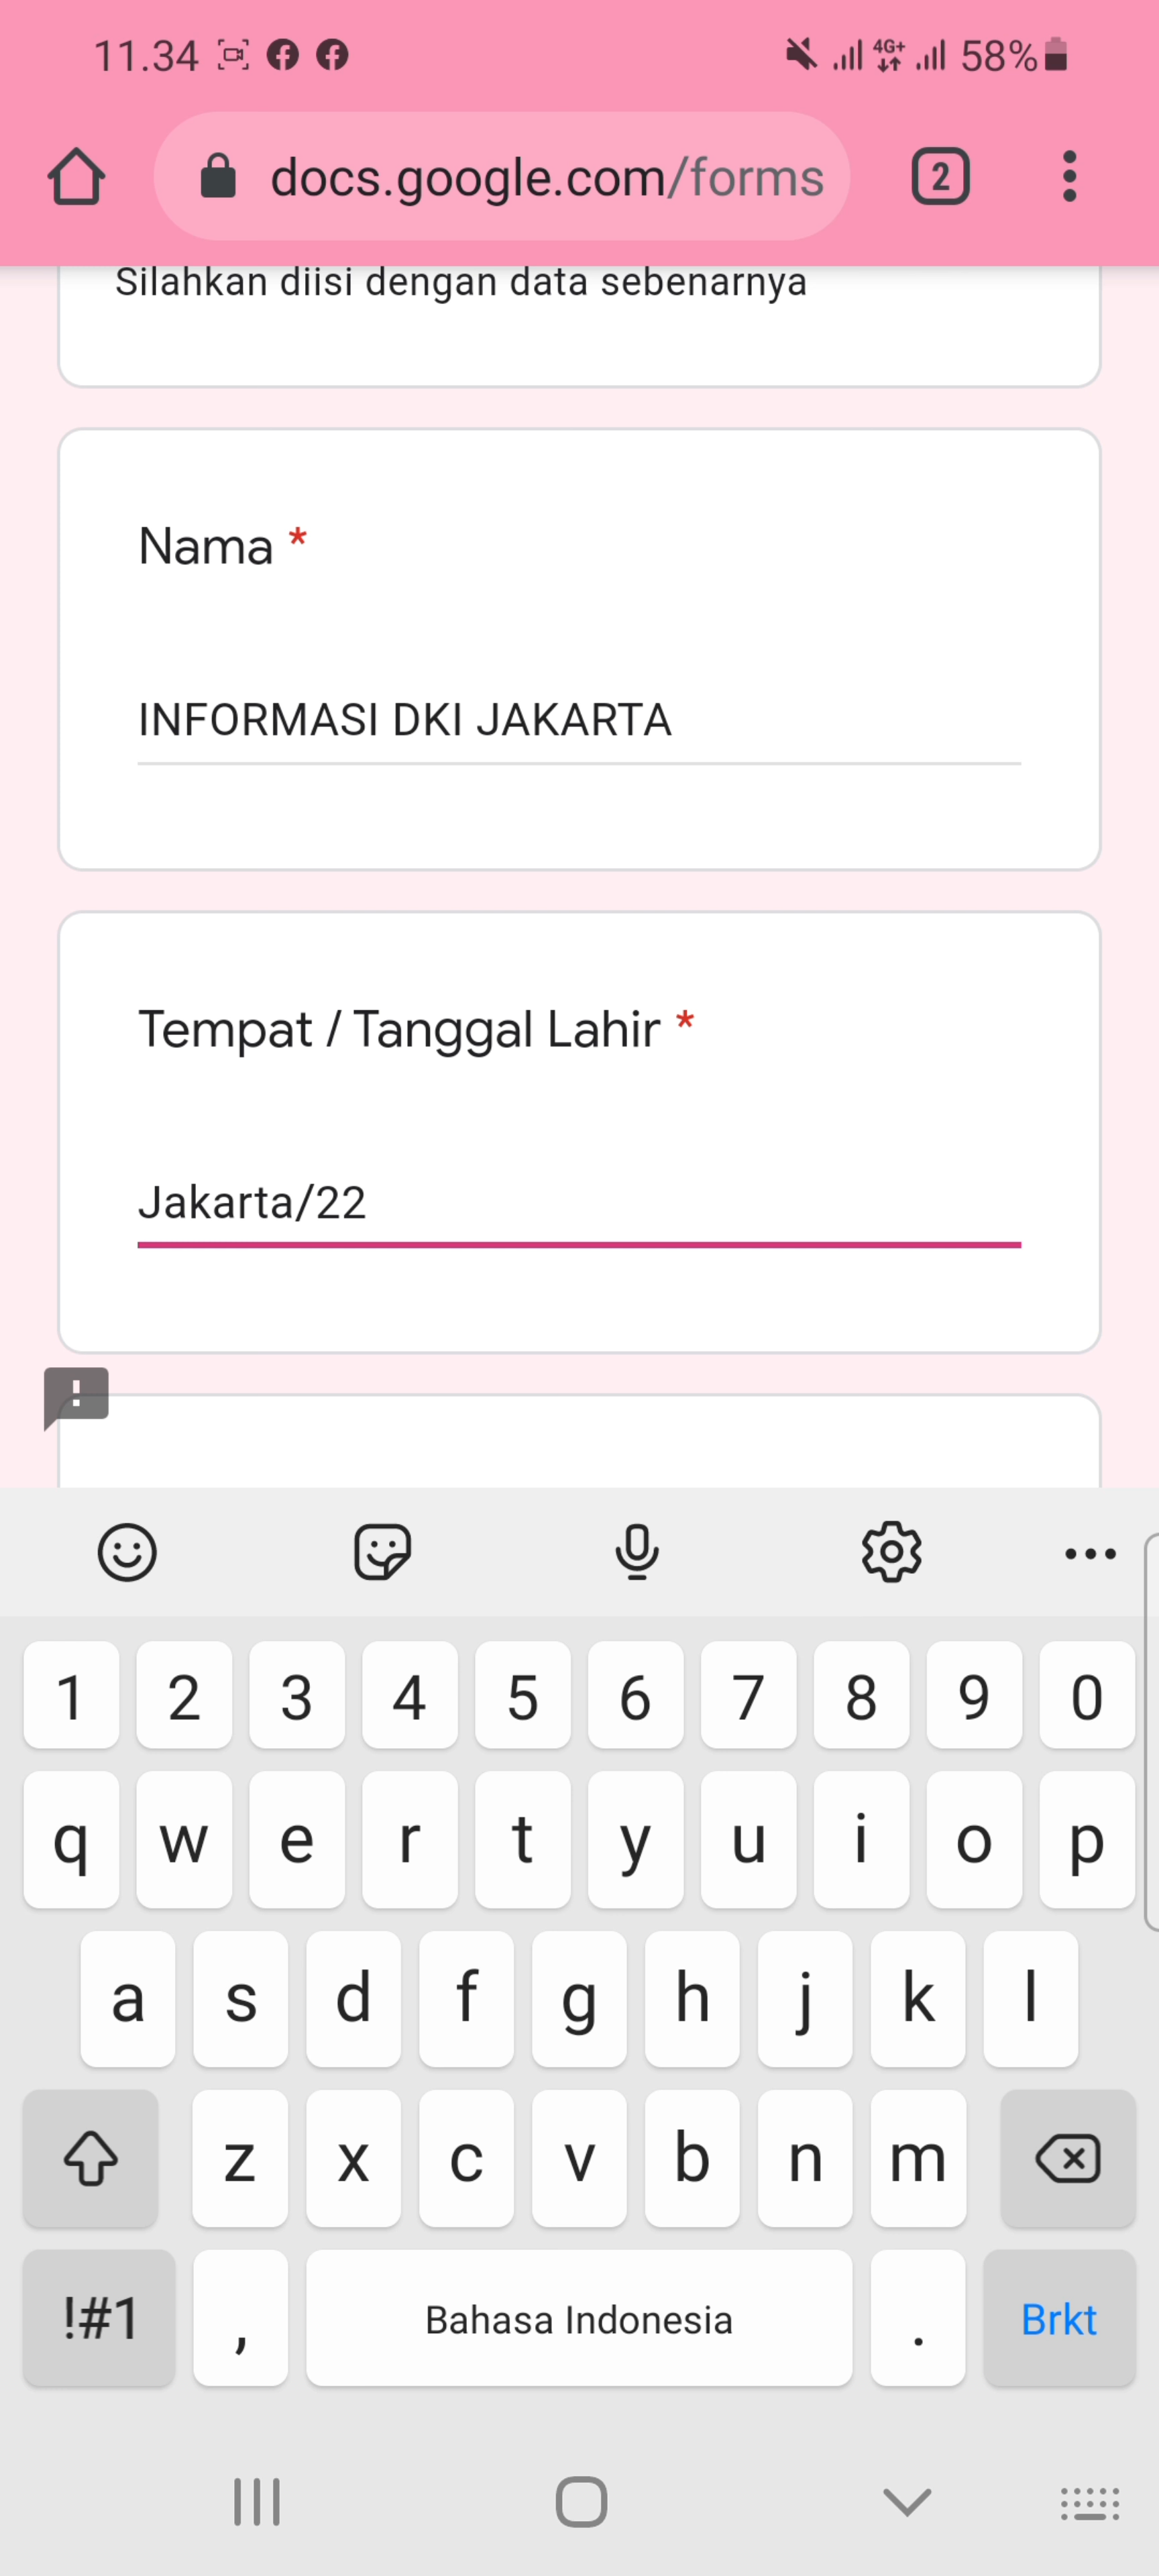 11.34 4G+ 58%
docs.google.com/forms 2
Silahkan diisi dengan data sebenarnya
Nama *
INFORMASI DKI JAKARTA
Tempat / Tanggal Lahir *
Jakarta/22
!
1 2 3 4 5 6 7 8 9 0
q w e r t y u i o p
a s d f g h j k l
z x c v b n m
!#1 , Bahasa Indonesia . Brkt